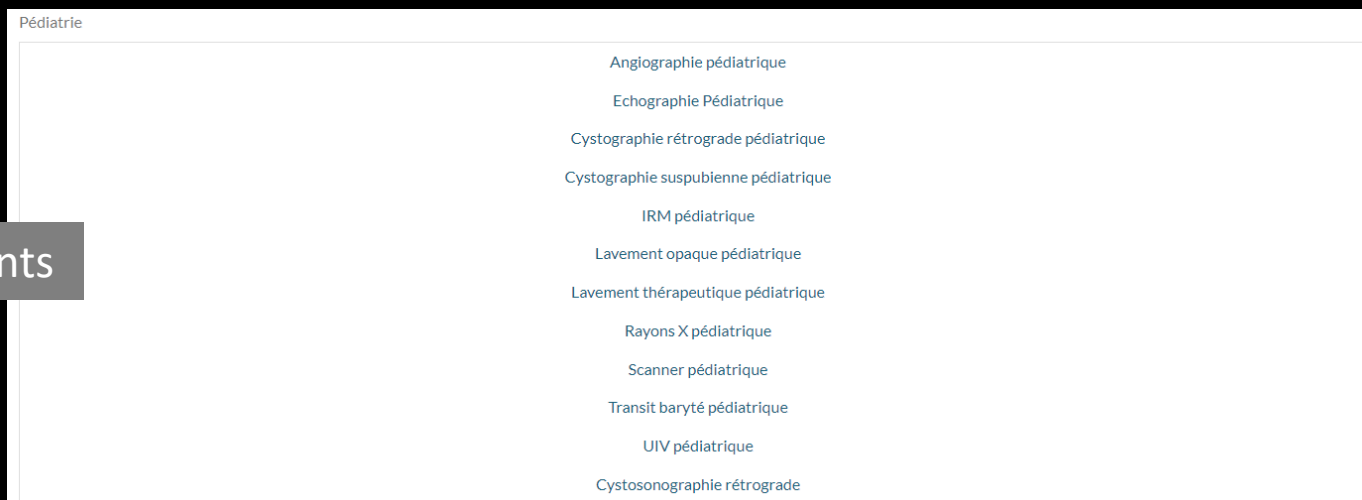 Pédiatrie
Angiographie pédiatrique
Echographie Pédiatrique
Cystographie rétrograde pédiatrique
Cystographie suspubienne pédiatrique
IRM pédiatrique
nts
Lavement opaque pédiatrique
Lavement thérapeutique pédiatrique
Rayons X pédiatrique
Scanner pédiatrique
Transit baryté pédiatrique
UIV pédiatrique
Cystosonographie rétrograde